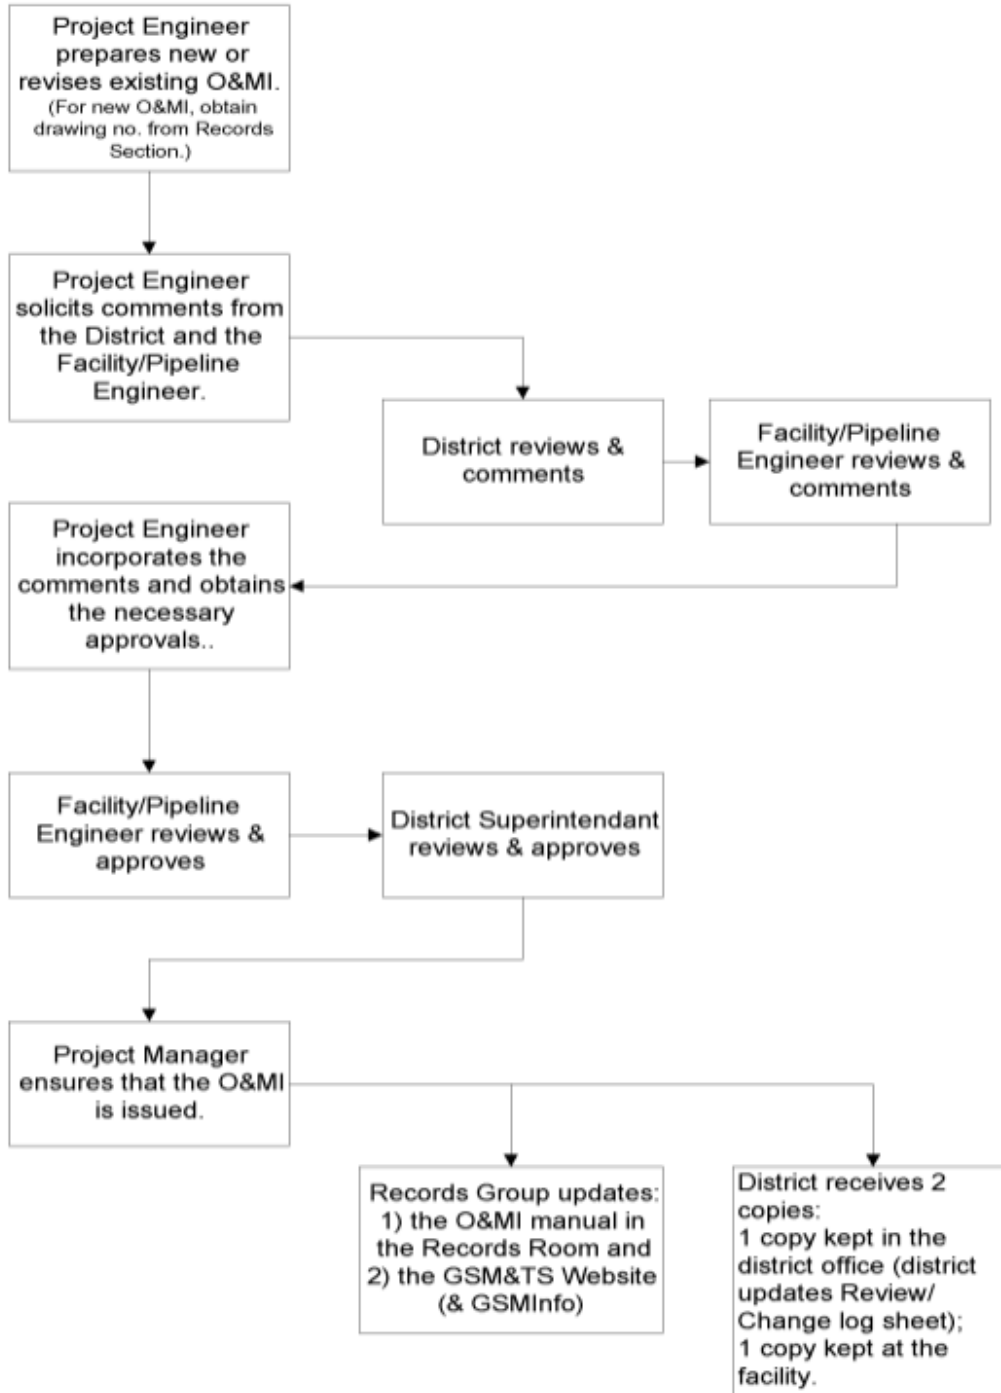 Project Engineer
prepares new or
revises existing O&MI.
(For new O&MI, obtain
drawing no. from Records
Section.)
Project Engineer
solicits comments from
the District and the
Facility/Pipeline
Engineer.
District reviews &
comments
Facility/Pipeline
Engineer reviews &
comments
Project Engineer
incorporates the
comments and obtains
the necessary
approvals..
Facility/Pipeline
Engineer reviews &
approves
District Superintendant
reviews & approves
Project Manager
ensures that the O&MI
is issued.
Records Group updates:
1) the O&MI manual in
the Records Room and
2) the GSM&TS Website
(& GSMInfo)
District receives 2
copies:
1 copy kept in the
district office (district
updates Review/
Change log sheet);
1 copy kept at the
facility.